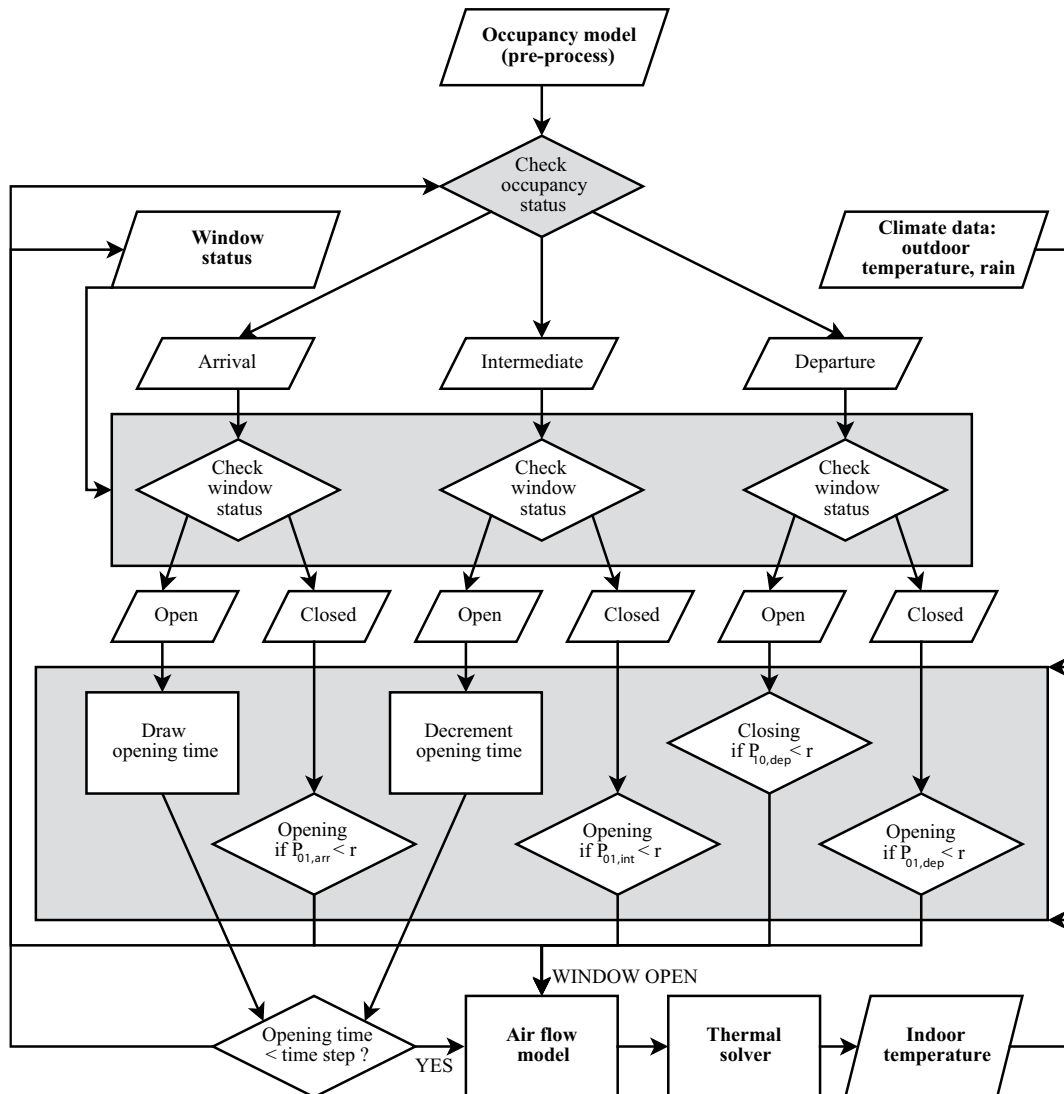 Occupancy model
(pre-process)
Check
occupancy
status
Window
status
Climate data:
outdoor
temperature, rain
Arrival
Intermediate
Departure
Check
window
status
Check
window
status
Check
window
status
Open
Closed
Open
Closed
Open
Closed
Draw
opening time
Decrement
opening time
Closing
if P10,dep < r
Opening
if P01,arr < r
Opening
if P01,int < r
Opening
if P01,dep < r
WINDOW OPEN
Opening time
< time step ?
YES
Air flow
model
Thermal
solver
Indoor
temperature